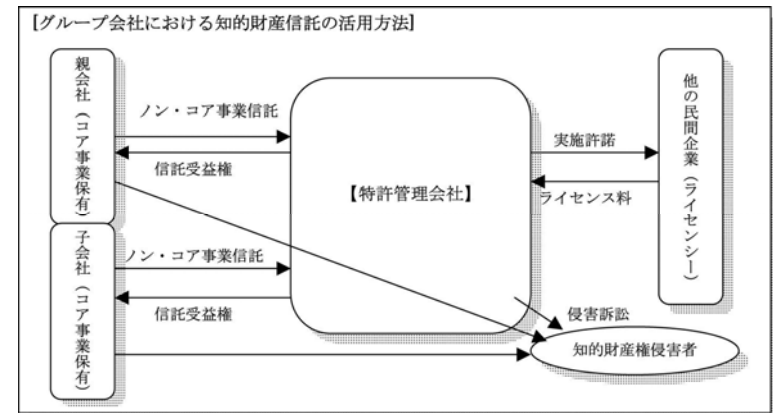 [グループ会社における知的財産信託の活用方法]
親会社（コア事業保有）
ノン・コア事業信託
信託受益権
【特許管理会社】
実施許諾
ライセンス料
他の民間企業（ライセンシー）
子会社（コア事業保有）
ノン・コア事業信託
信託受益権
侵害訴訟
知的財産権侵害者